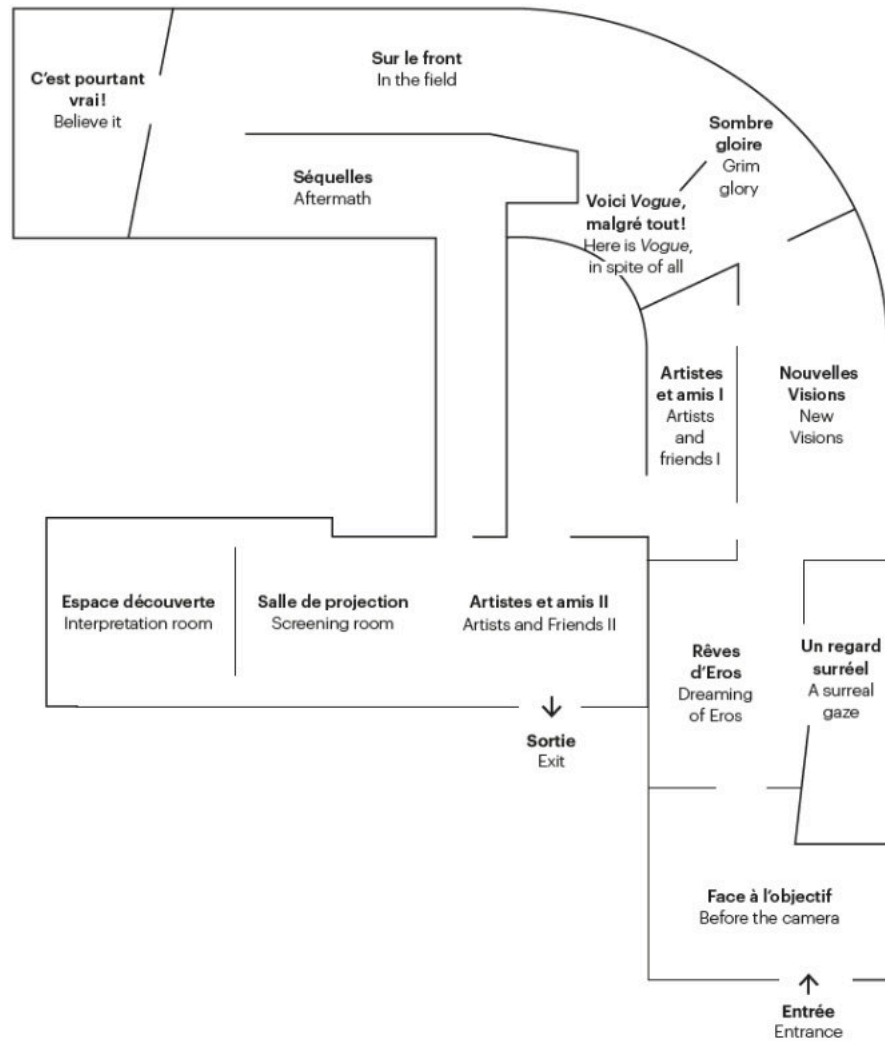 C'est pourtant
vrai!
Believe it
Sur le front
In the field
Sombre
gloire
Grim
glory
Séquelles
Aftermath
Voici Vogue,
malgré tout!
Here is Vogue,
in spite of all
Artistes
et amis I
Artists
and
friends I
Nouvelles
Visions
New
Visions
Espace découverte
Interpretation room
Salle de projection
Screening room
Artistes et amis II
Artists and Friends II
Rêves
d'Eros
Dreaming
of Eros
Un regard
surréel
A surreal
gaze
Sortie
Exit
Face à l'objectif
Before the camera
Entrée
Entrance